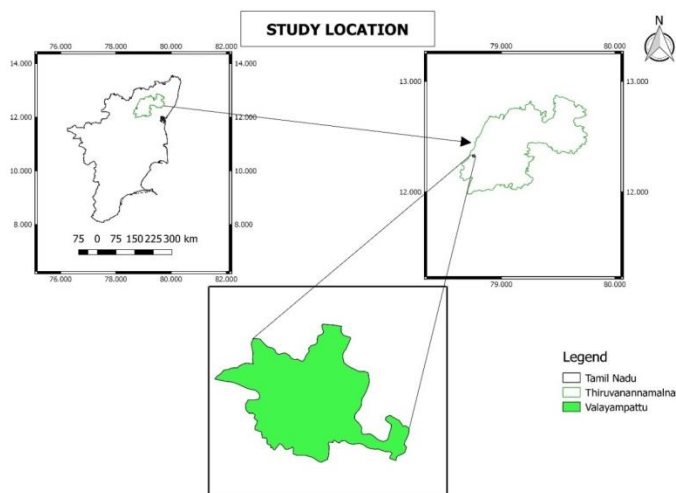 STUDY LOCATION
N
76.000 78.000 80.000 82.000
14.000 14.000
12.000 12.000
10.000 10.000
8.000 8.000
75 0 75 150 225 300 km
76.000 78.000 80.000 82.000
79.000 80.000
13.000 13.000
12.000 12.000
79.000 80.000
Legend
Tamil Nadu
Thiruvanannamalna
Valayampattu